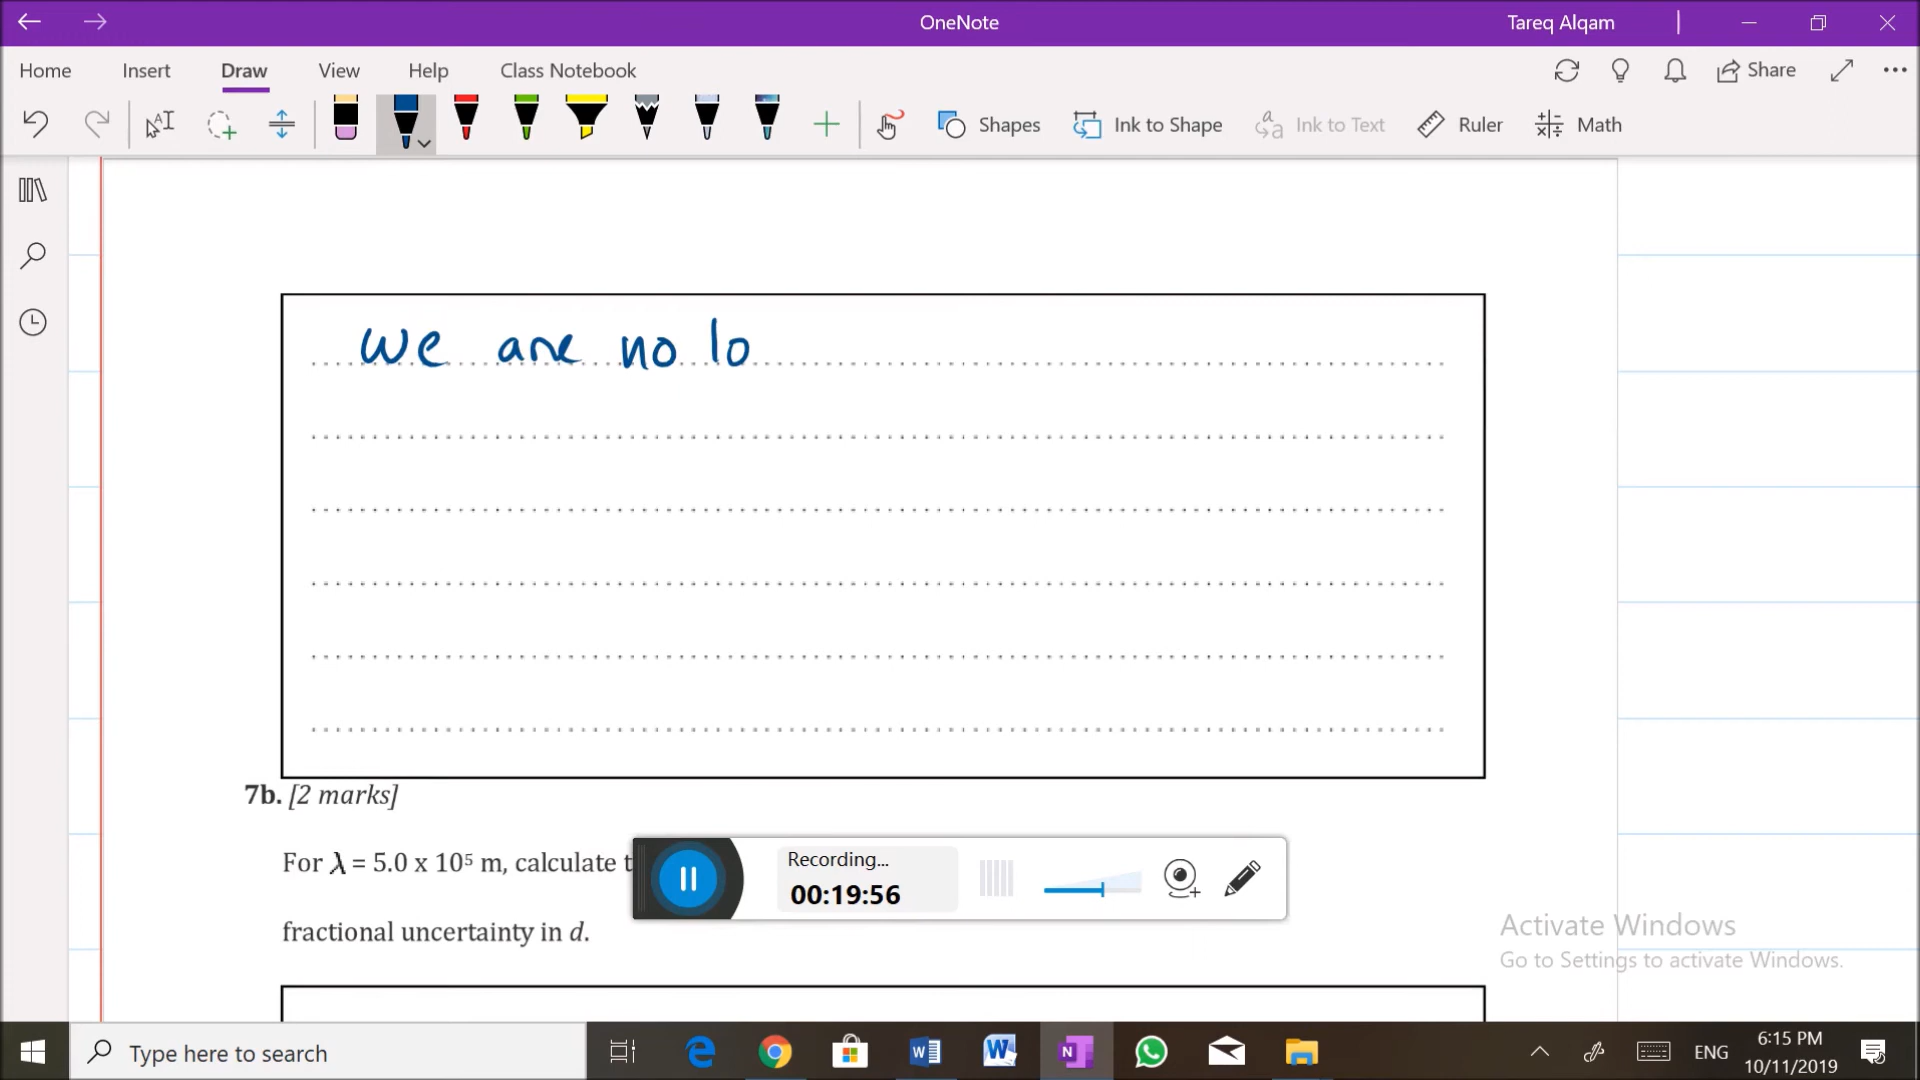 OneNote
Tareq Alqam
Home Insert Draw View Help Class Notebook
Share
Shapes Ink to Shape Ink to Text Ruler Math
we are no lo
7b. [2 marks]
For λ = 5.0 x 10⁵ m, calculate t
Recording...
00:19:56
fractional uncertainty in d.
Activate Windows
Go to Settings to activate Windows.
Type here to search
ENG
6:15 PM
10/11/2019